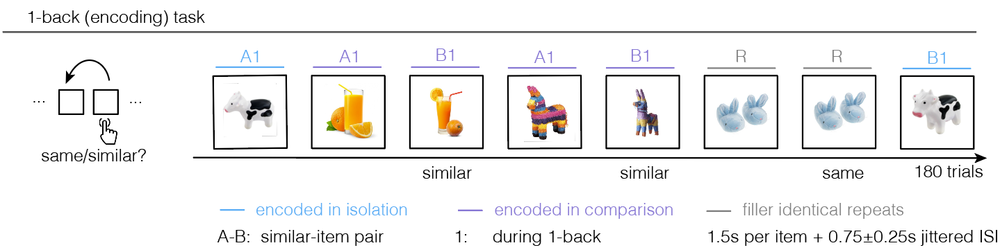 1-back (encoding) task
A1 A1 B1 A1 B1 R R B1
... ...
same/similar?
similar similar same 180 trials
encoded in isolation encoded in comparison filler identical repeats
A-B: similar-item pair 1: during 1-back 1.5s per item + 0.75±0.25s jittered ISI